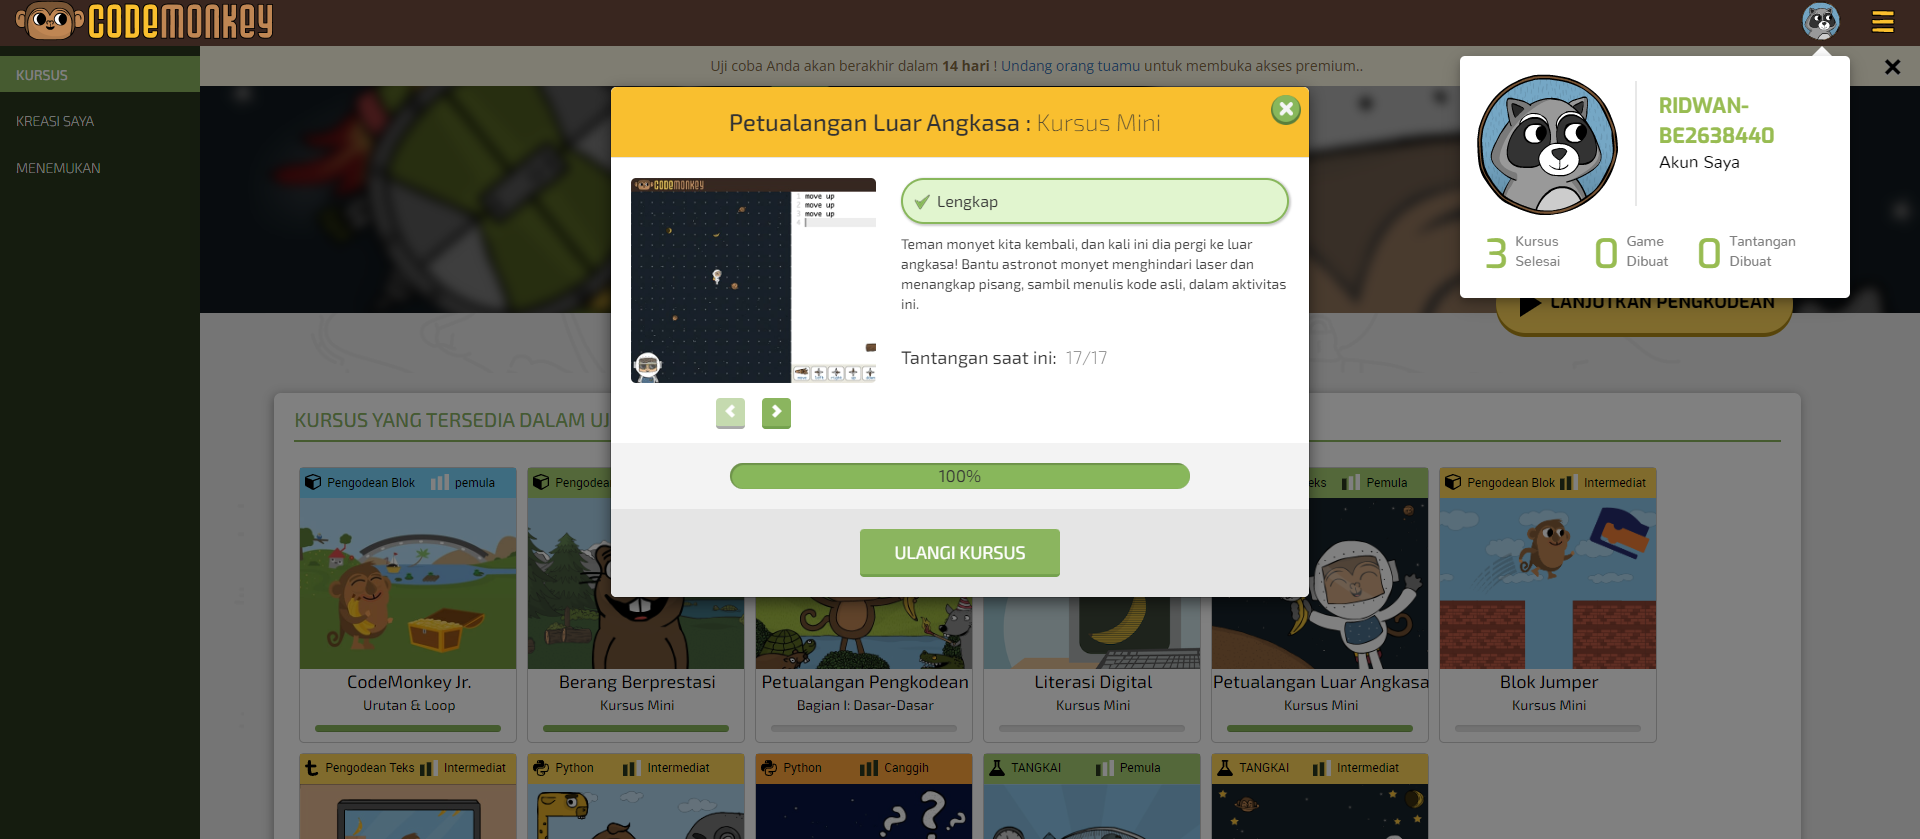 CODEMONKEY
KURSUS
KREASI SAYA
MENEMUKAN
Uji coba Anda akan berakhir dalam 14 hari ! Undang orang tuamu untuk membuka akses premium..
RIDWAN-
BE2638440
Akun Saya
3 Kursus Selesai
0 Game Dibuat
0 Tantangan Dibuat
LANJUTKAN PENGKODEAN
Petualangan Luar Angkasa : Kursus Mini
CODEMONKEY
1 move up
2 move up
3 move up
4
Lengkap
Teman monyet kita kembali, dan kali ini dia pergi ke luar
angkasa! Bantu astronot monyet menghindari laser dan
menangkap pisang, sambil menulis kode asli, dalam aktivitas
ini.
Tantangan saat ini: 17/17
100%
ULANGI KURSUS
KURSUS YANG TERSEDIA DALAM UJ
Pengodean Blok pemula
CodeMonkey Jr.
Urutan & Loop
Pengodea
Berang Berprestasi
Kursus Mini
Petualangan Pengkodean
Bagian I: Dasar-Dasar
Literasi Digital
Kursus Mini
eks Pemula
Petualangan Luar Angkasa
Kursus Mini
Pengodean Blok Intermediat
Blok Jumper
Kursus Mini
Pengodean Teks Intermediat
Python Intermediat
Python Canggih
TANGKAI Pemula
TANGKAI Intermediat